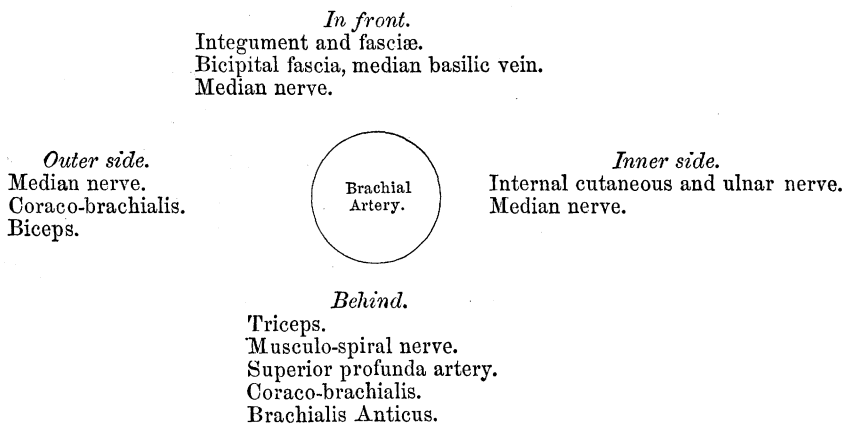 In front.
Integument and fasciæ.
Bicipital fascia, median basilic vein.
Median nerve.
Outer side.
Median nerve.
Coraco-brachialis.
Biceps.
Brachial
Artery.
Inner side.
Internal cutaneous and ulnar nerve.
Median nerve.
Behind.
Triceps.
Musculo-spiral nerve.
Superior profunda artery.
Coraco-brachialis.
Brachialis Anticus.